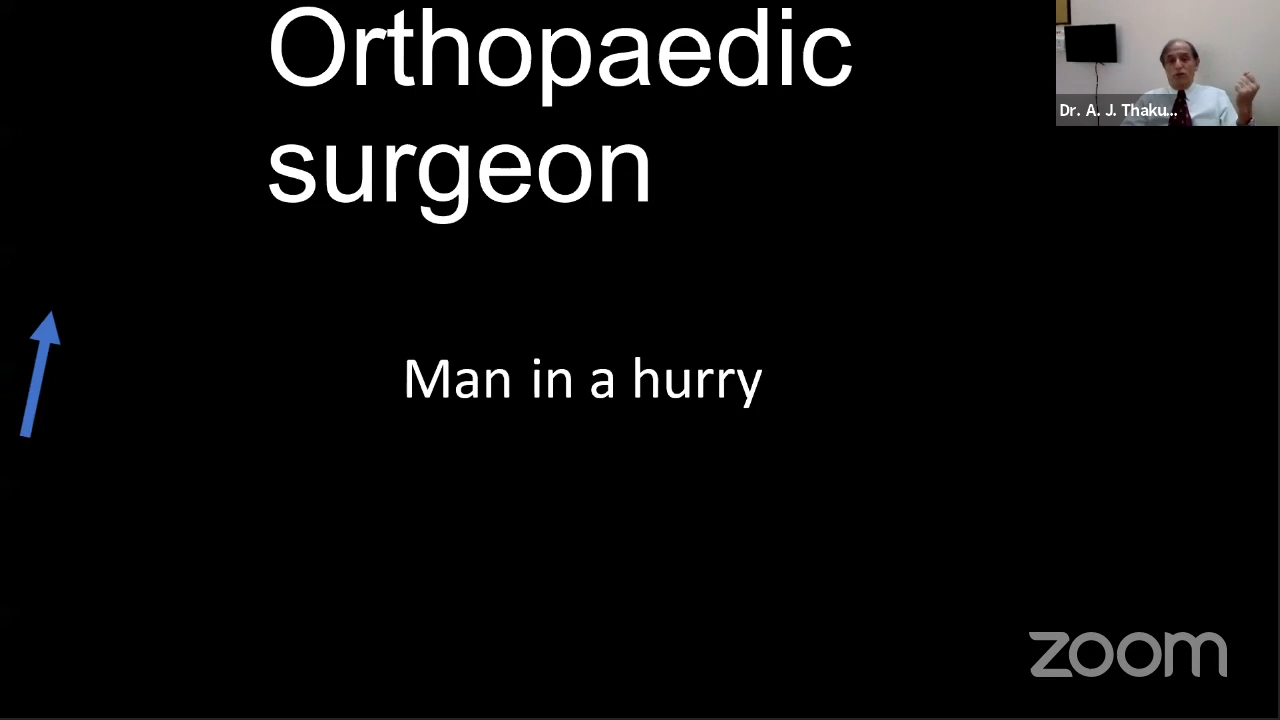 Orthopaedic
surgeon
Dr. A. J. Thaku...
Man in a hurry
zoom